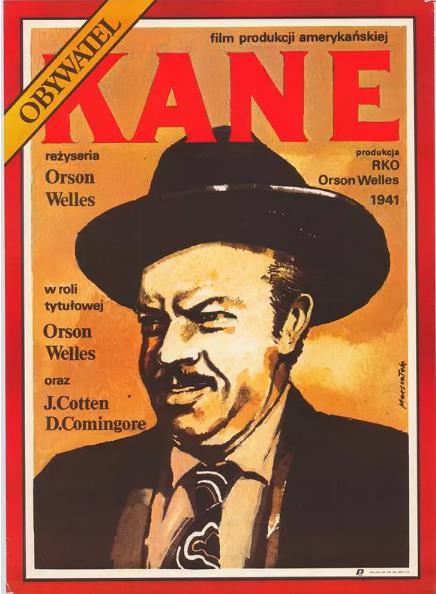 OBYWATEL
film produkcji amerykańskiej
KANE
reżyseria
Orson
Welles
produkcja
RKO
Orson Welles
1941
w roli
tytułowej
Orson
Welles
oraz
J.Cotten
D.Comingore